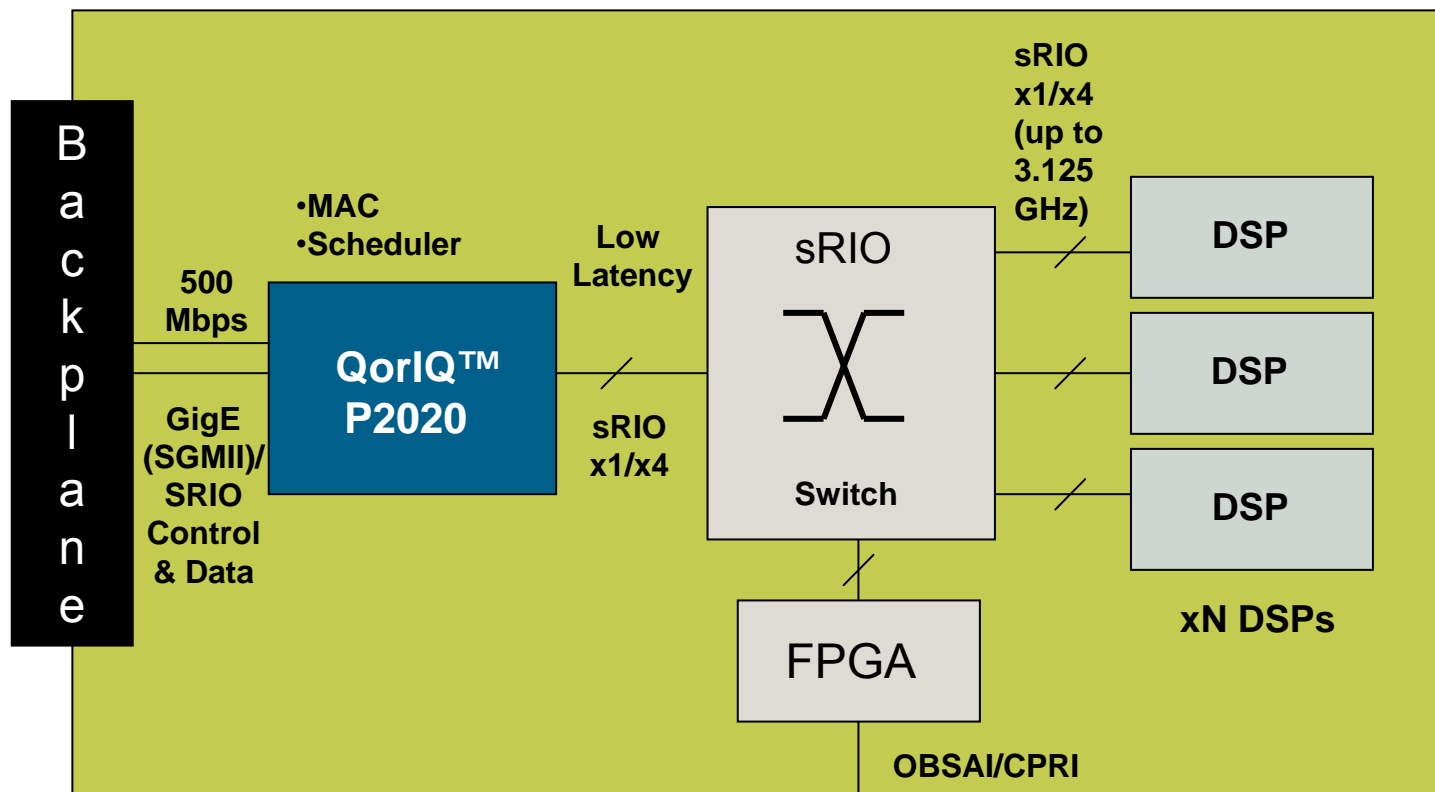 Backplane
500
Mbps
GigE
(SGMII)/
SRIO
Control
& Data
•MAC
•Scheduler
QorIQ™
P2020
Low
Latency
sRIO
x1/x4
sRIO
Switch
sRIO
x1/x4
(up to
3.125
GHz)
DSP
DSP
DSP
xN DSPs
FPGA
OBSAI/CPRI